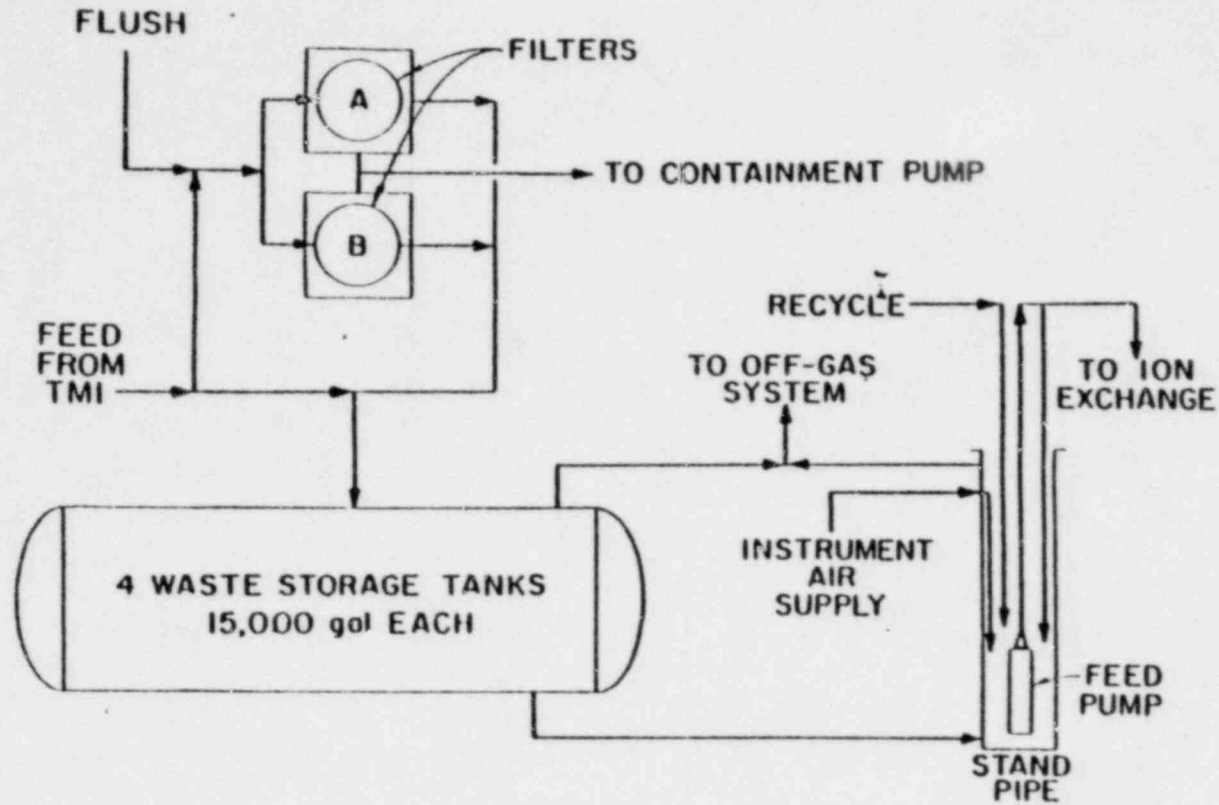 FLUSH
FILTERS
A
TO CONTAINMENT PUMP
B
RECYCLE
FEED
FROM
TMI
TO OFF-GAS
SYSTEM
TO ION
EXCHANGE
INSTRUMENT
AIR
SUPPLY
4 WASTE STORAGE TANKS
15,000 gal EACH
FEED
PUMP
STAND
PIPE